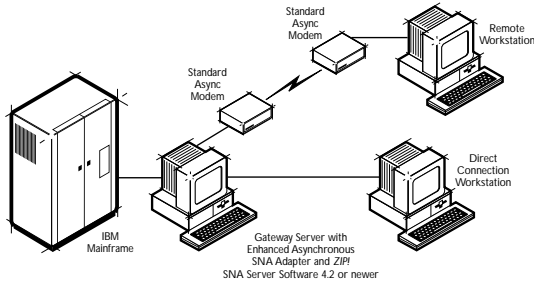 Standard
Async
Modem
Remote
Workstation
Standard
Async
Modem
IBM
Mainframe
Direct
Connection
Workstation
Gateway Server with
Enhanced Asynchronous
SNA Adapter and ZIP!
SNA Server Software 4.2 or newer